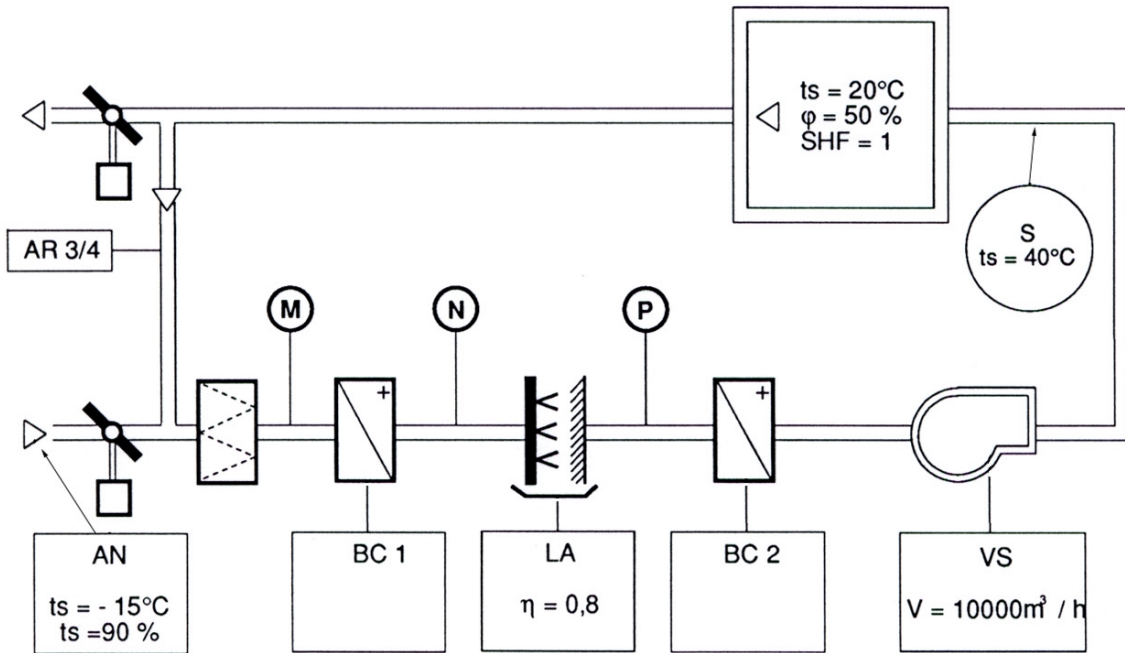 ts = 20°C
φ = 50 %
SHF = 1
S
ts = 40°C
AR 3/4
M
N
P
+
+
AN
ts = - 15°C
ts =90 %
BC 1
LA
η = 0,8
BC 2
VS
V = 10000m³ / h